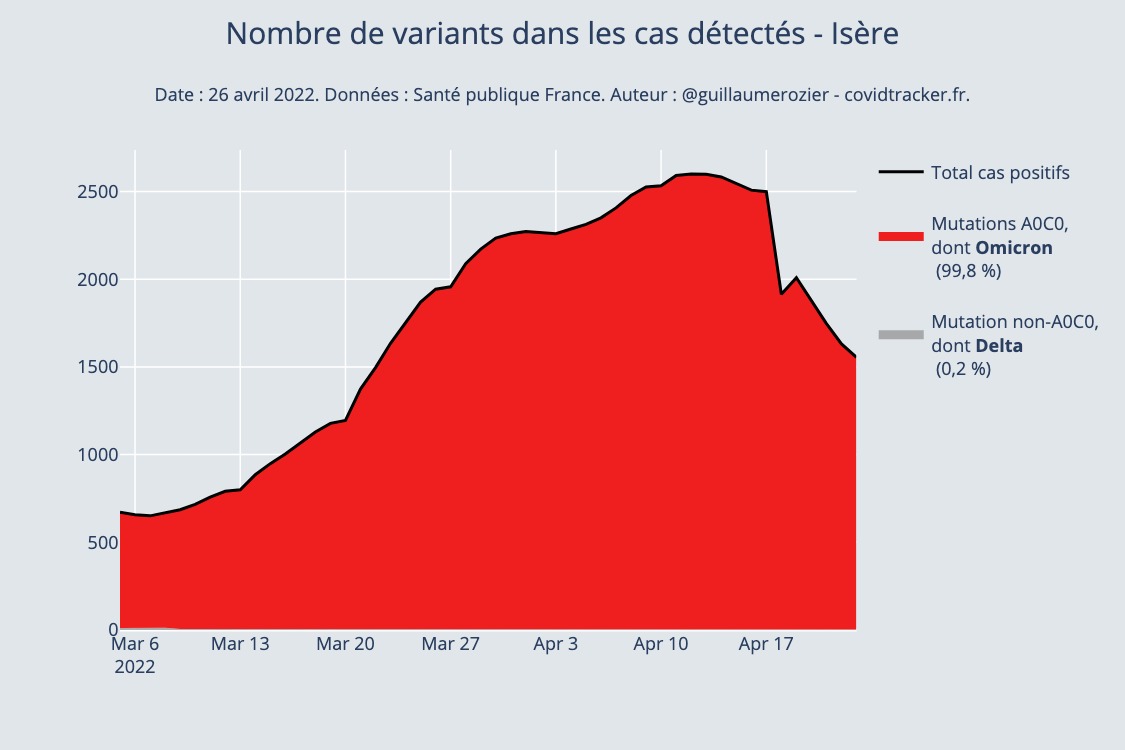 Nombre de variants dans les cas détectés - Isère
Date : 26 avril 2022. Données : Santé publique France. Auteur : @guillaumerozier - covidtracker.fr.
2500
2000
1500
1000
500
0
Mar 6
2022
Mar 13
Mar 20
Mar 27
Apr 3
Apr 10
Apr 17
Total cas positifs
Mutations A0C0,
dont Omicron
(99,8 %)
Mutation non-A0C0,
dont Delta
(0,2 %)